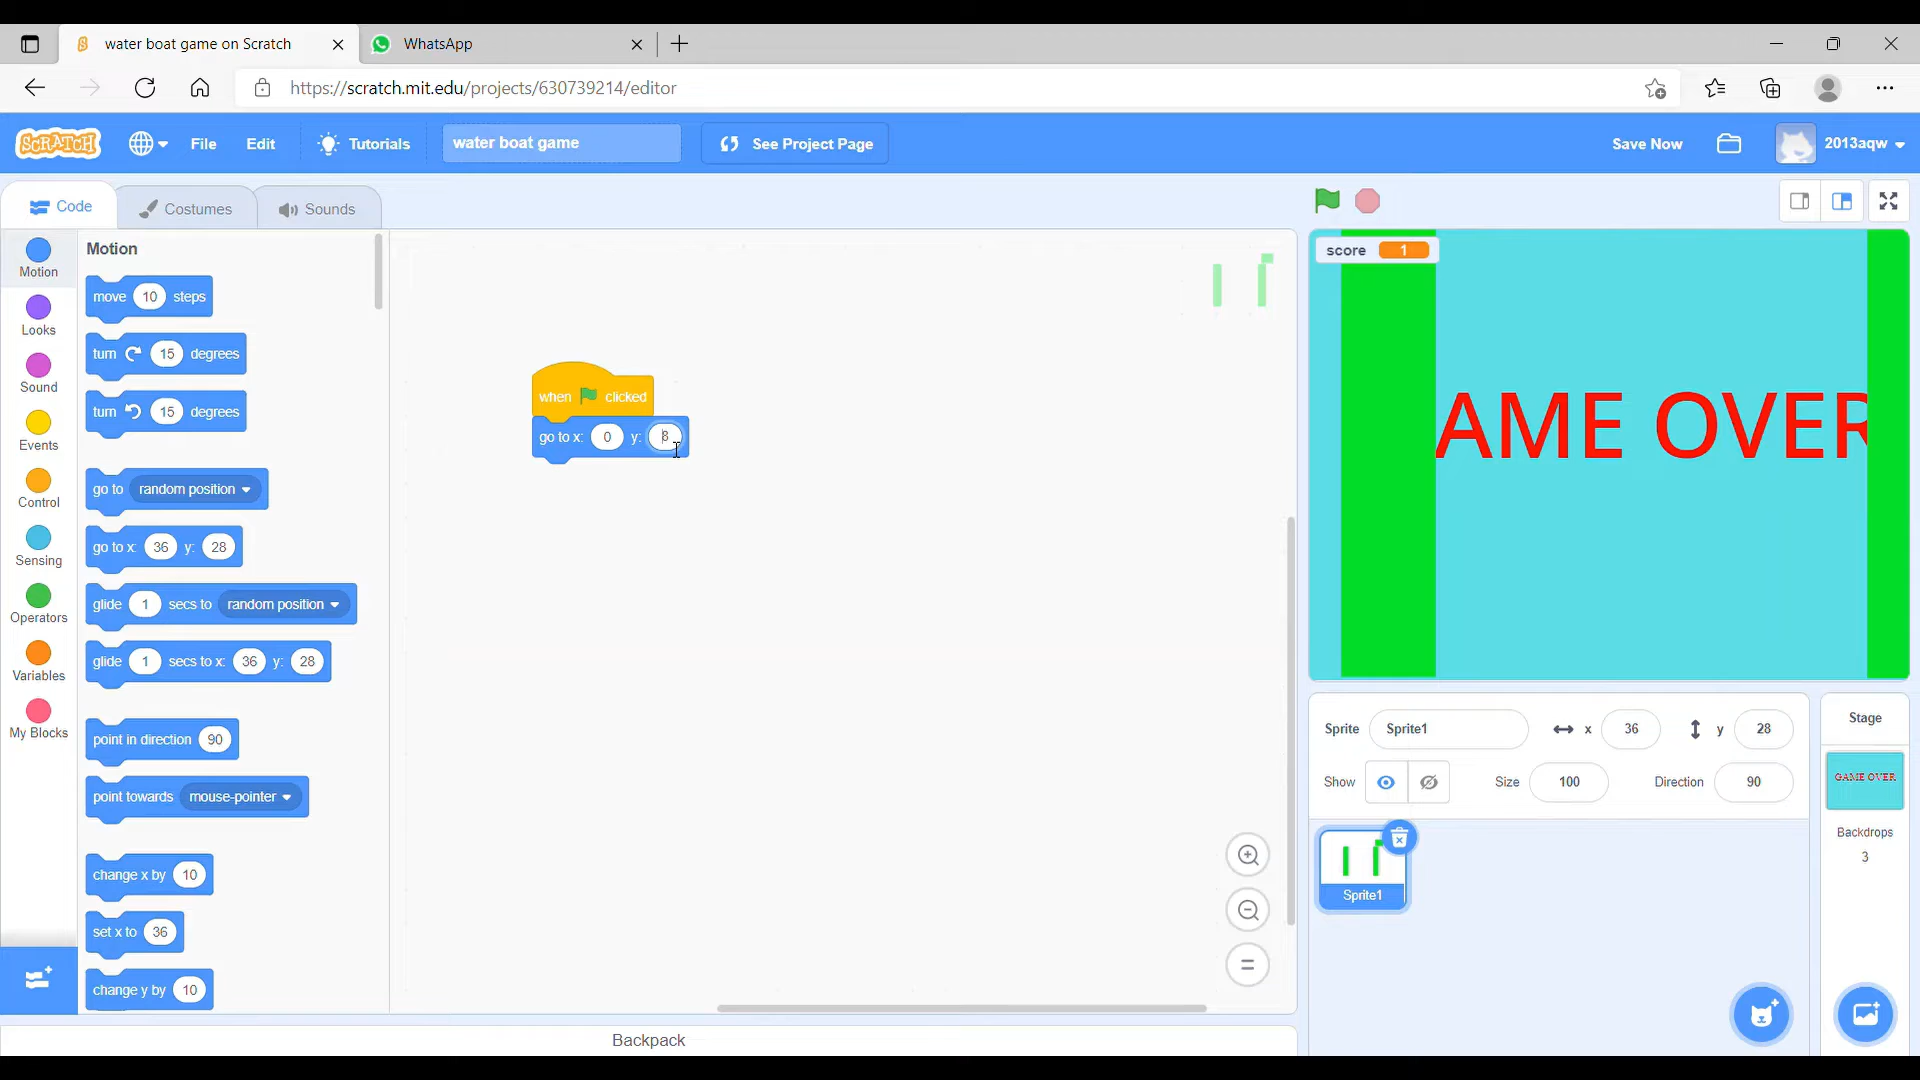 water boat game on Scratch
WhatsApp
https://scratch.mit.edu/projects/630739214/editor
SCRATCH
File
Edit
Tutorials
water boat game
See Project Page
Save Now
2013aqw
Code
Costumes
Sounds
Motion
Looks
Sound
Events
Control
Sensing
Operators
Variables
My Blocks
Motion
move 10 steps
turn 15 degrees
turn 15 degrees
go to random position
go to x: 36 y: 28
glide 1 secs to random position
glide 1 secs to x: 36 y: 28
point in direction 90
point towards mouse-pointer
change x by 10
set x to 36
change y by 10
when clicked
go to x: 0 y: 8
score 1
AME OVER
Sprite Sprite1 x 36 y 28
Show Size 100 Direction 90
Sprite1
Stage
GAME OVER
Backdrops
3
Backpack